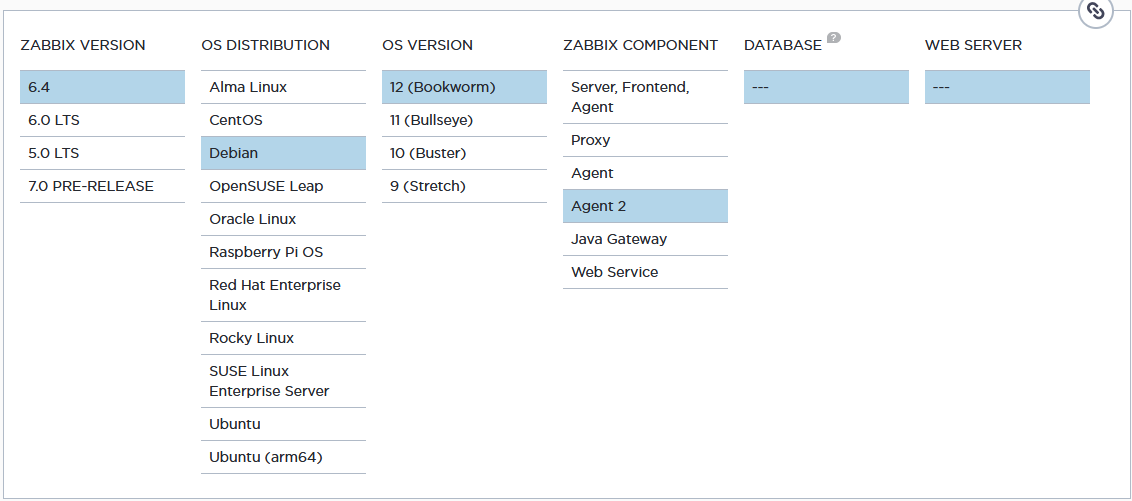 ZABBIX VERSION
6.4
6.0 LTS
5.0 LTS
7.0 PRE-RELEASE
OS DISTRIBUTION
Alma Linux
CentOS
Debian
OpenSUSE Leap
Oracle Linux
Raspberry Pi OS
Red Hat Enterprise
Linux
Rocky Linux
SUSE Linux
Enterprise Server
Ubuntu
Ubuntu (arm64)
OS VERSION
12 (Bookworm)
11 (Bullseye)
10 (Buster)
9 (Stretch)
ZABBIX COMPONENT
Server, Frontend,
Agent
Proxy
Agent
Agent 2
Java Gateway
Web Service
DATABASE ?
---
WEB SERVER
---